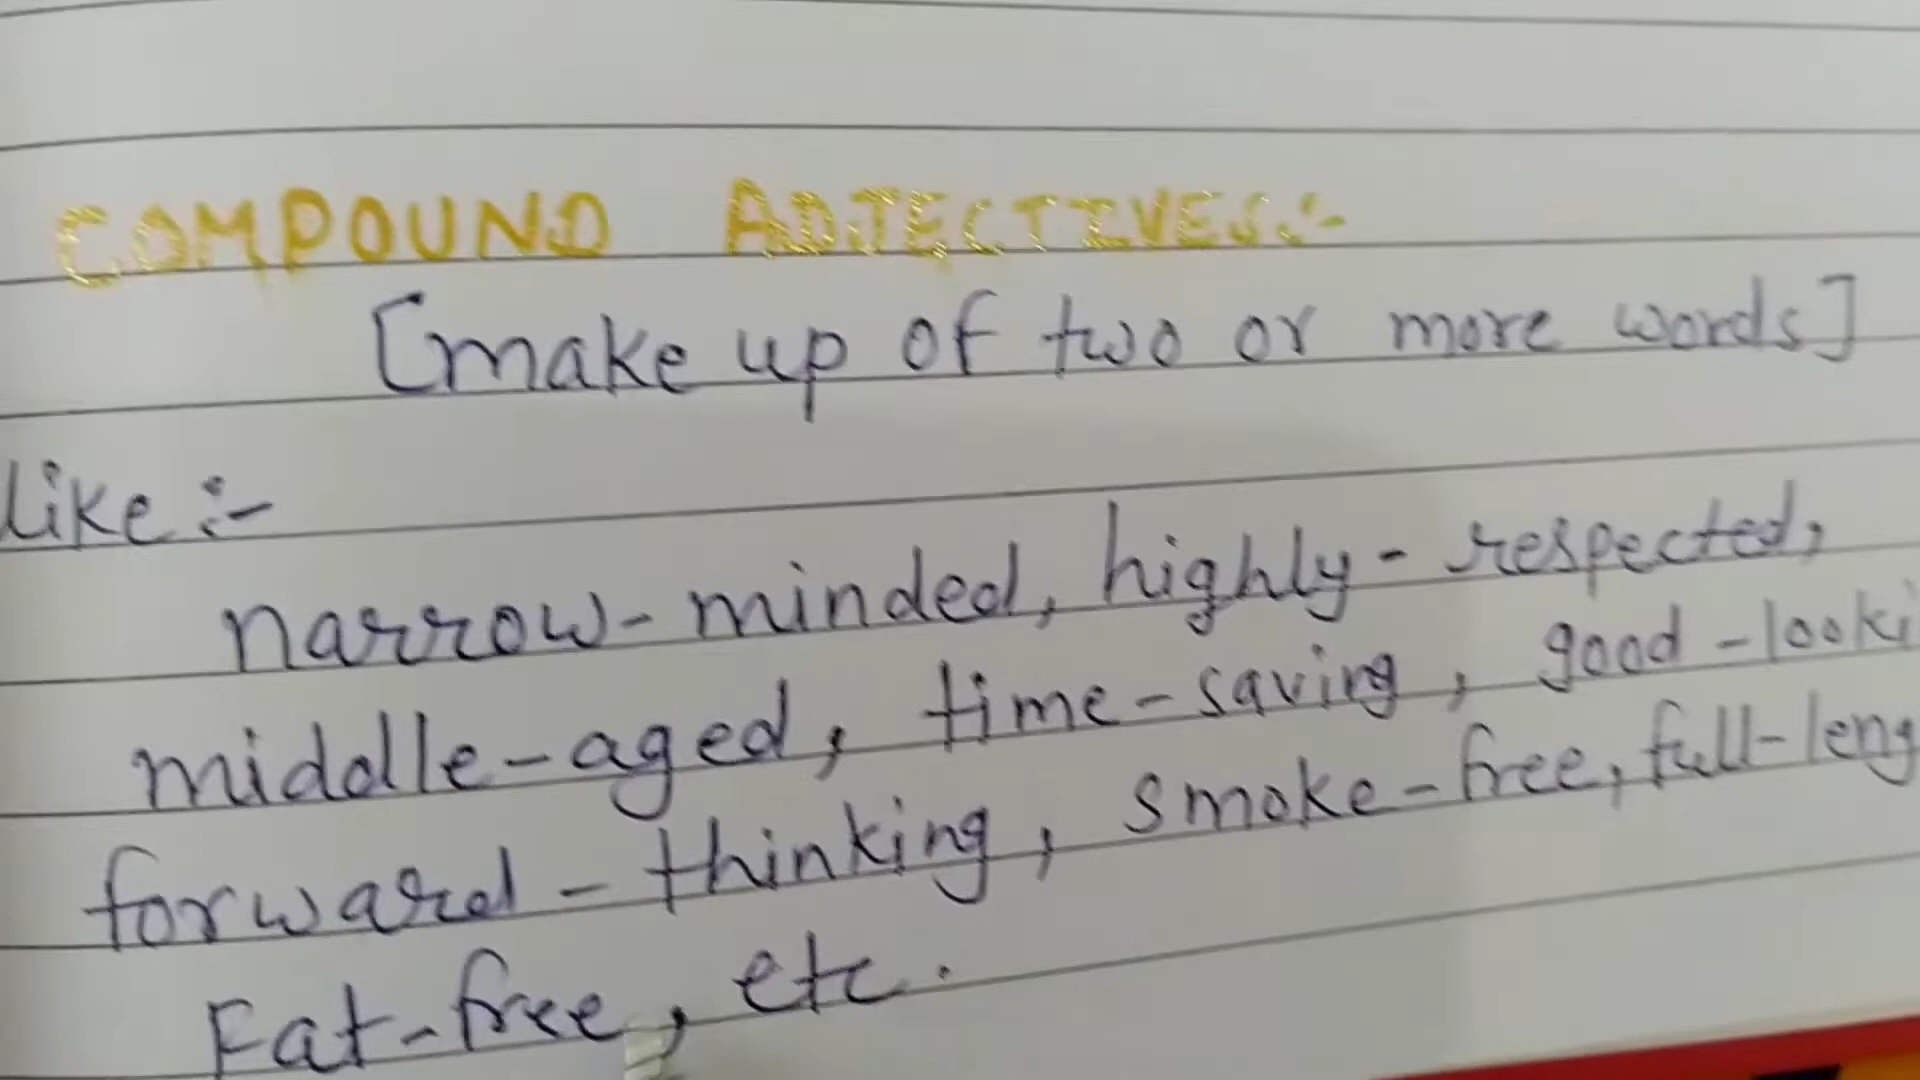 COMPOUND ADJECTIVES:-
[make up of two or more words]
like :-
narrow-minded, highly-respected,
middle-aged, time-saving, good-looki
forward-thinking, smoke-free, full-leng
Fat-free, etc.